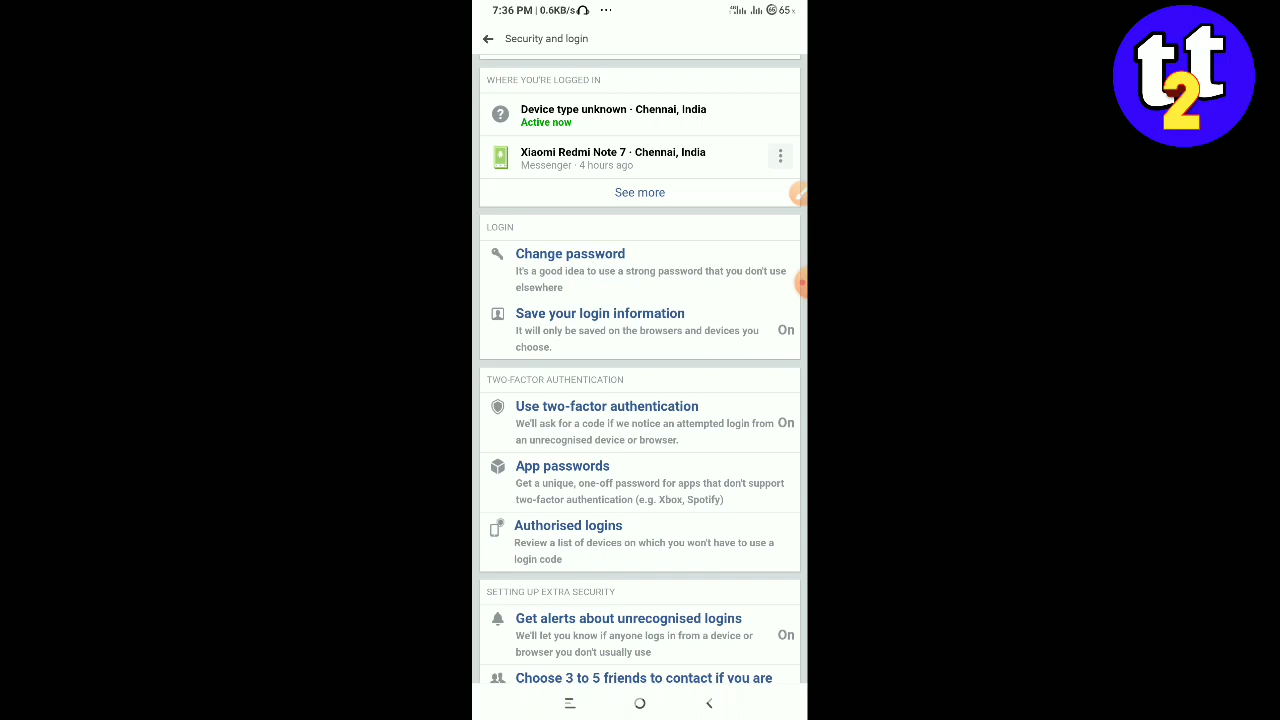 7:36 PM | 0.6KB/s ... 65
Security and login
WHERE YOU'RE LOGGED IN
Device type unknown · Chennai, India
Active now
Xiaomi Redmi Note 7 · Chennai, India
Messenger · 4 hours ago
See more
LOGIN
Change password
It's a good idea to use a strong password that you don't use
elsewhere
Save your login information
It will only be saved on the browsers and devices you
choose.
On
TWO-FACTOR AUTHENTICATION
Use two-factor authentication
We'll ask for a code if we notice an attempted login from
an unrecognised device or browser.
On
App passwords
Get a unique, one-off password for apps that don't support
two-factor authentication (e.g. Xbox, Spotify)
Authorised logins
Review a list of devices on which you won't have to use a
login code
SETTING UP EXTRA SECURITY
Get alerts about unrecognised logins
We'll let you know if anyone logs in from a device or
browser you don't usually use
On
Choose 3 to 5 friends to contact if you are
tt
2